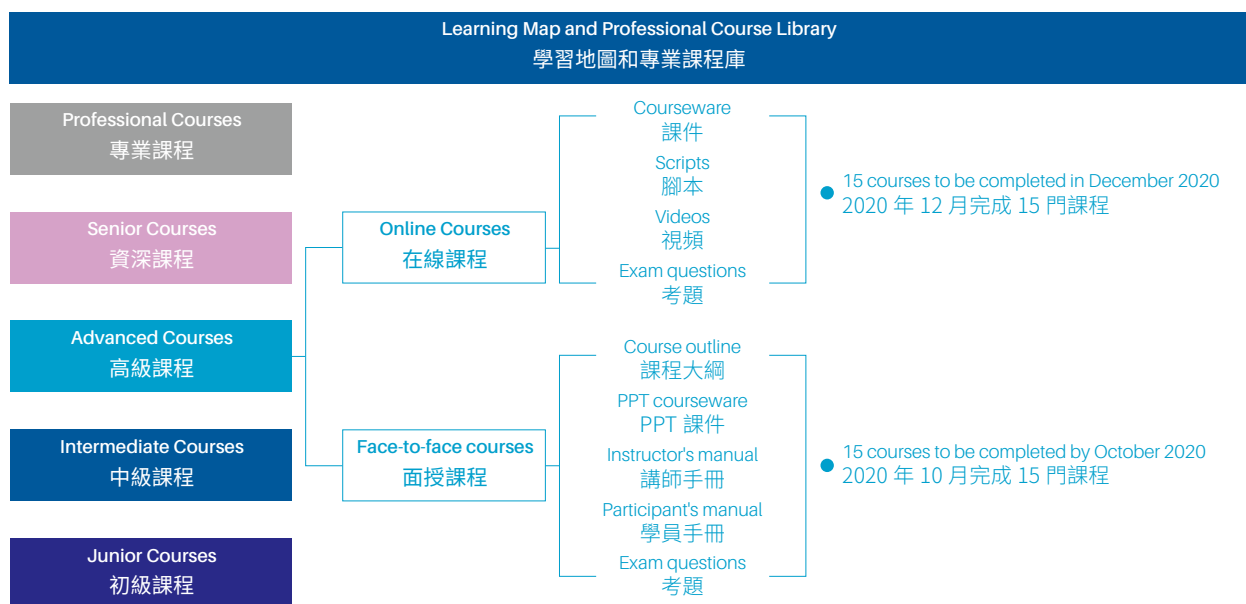 Learning Map and Professional Course Library
學習地圖和專業課程庫
Professional Courses
專業課程
Senior Courses
資深課程
Advanced Courses
高級課程
Intermediate Courses
中級課程
Junior Courses
初級課程
Online Courses
在線課程
Face-to-face courses
面授課程
Courseware
課件
Scripts
腳本
Videos
視頻
Exam questions
考題
Course outline
課程大綱
PPT courseware
PPT 課件
Instructor's manual
講師手冊
Participant's manual
學員手冊
Exam questions
考題
15 courses to be completed in December 2020
2020 年 12 月完成 15 門課程
15 courses to be completed by October 2020
2020 年 10 月完成 15 門課程